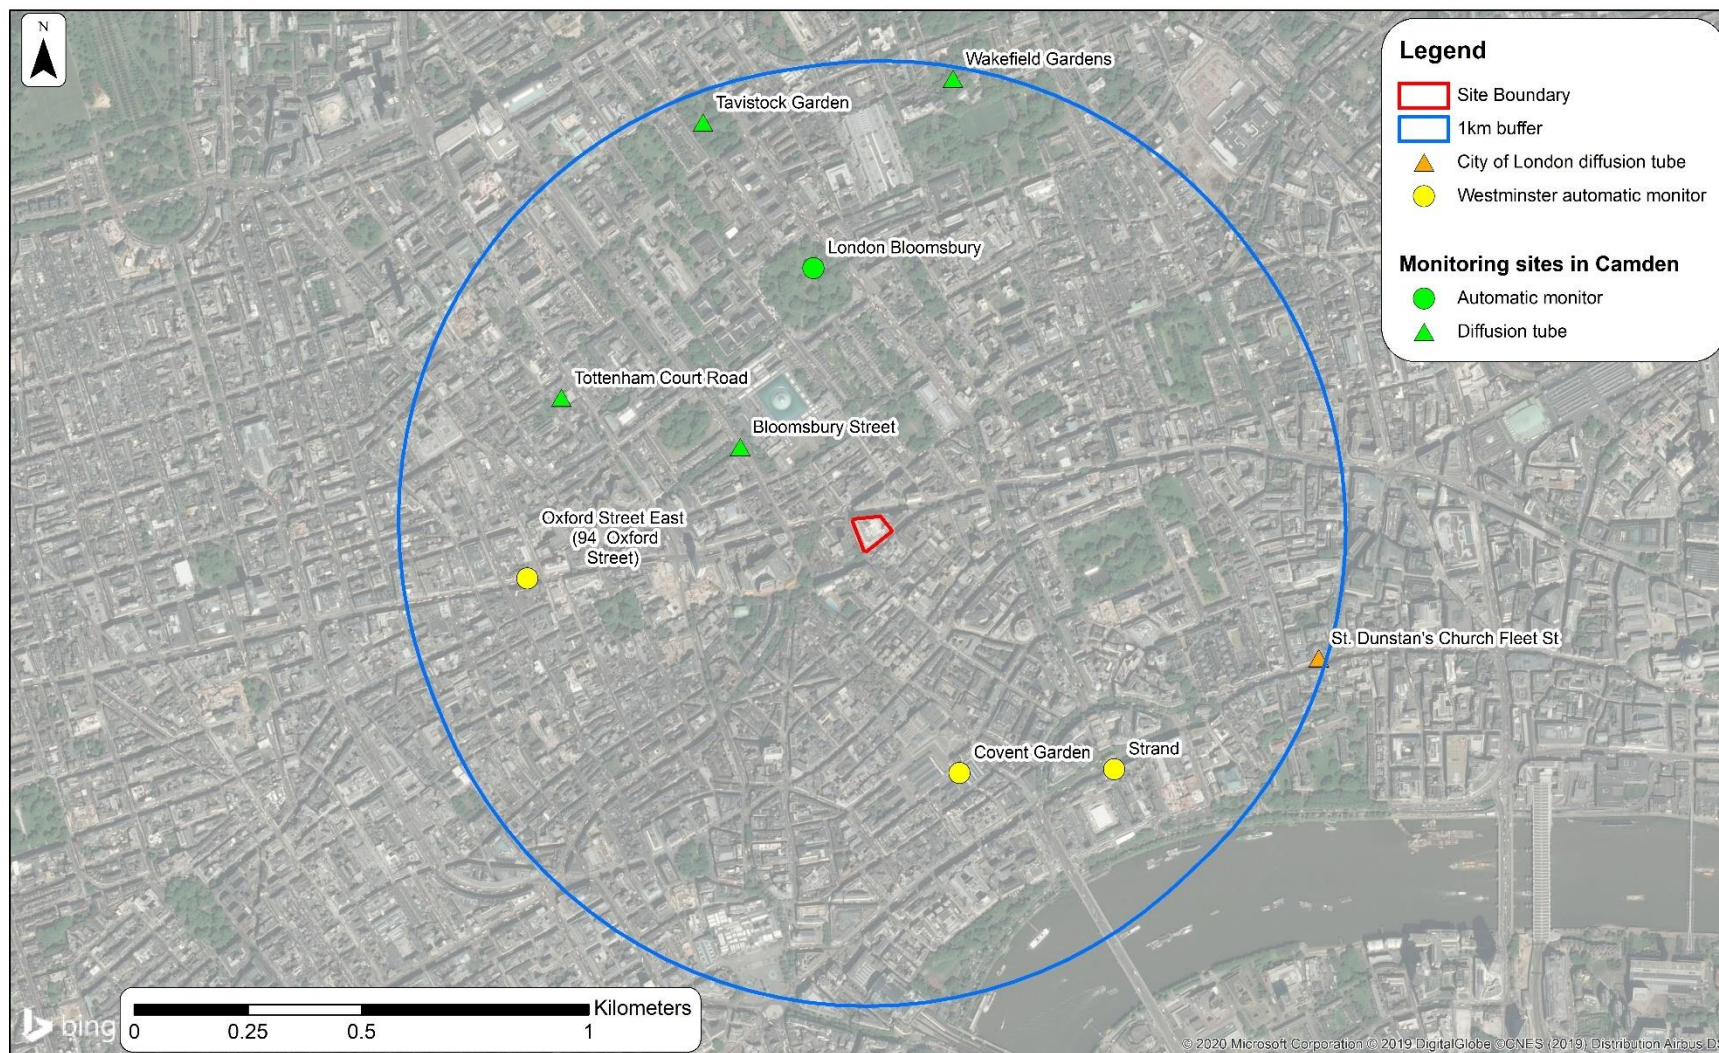 N
Wakefield Gardens
Tavistock Garden
London Bloomsbury
Tottenham Court Road
Bloomsbury Street
Oxford Street East
(94 Oxford
Street)
St. Dunstan's Church Fleet St
Covent Garden
Strand
Legend
Site Boundary
1km buffer
City of London diffusion tube
Westminster automatic monitor
Monitoring sites in Camden
Automatic monitor
Diffusion tube
Kilometers
0 0.25 0.5 1
bing
© 2020 Microsoft Corporation © 2019 DigitalGlobe ©CNES (2019) Distribution Airbus DS